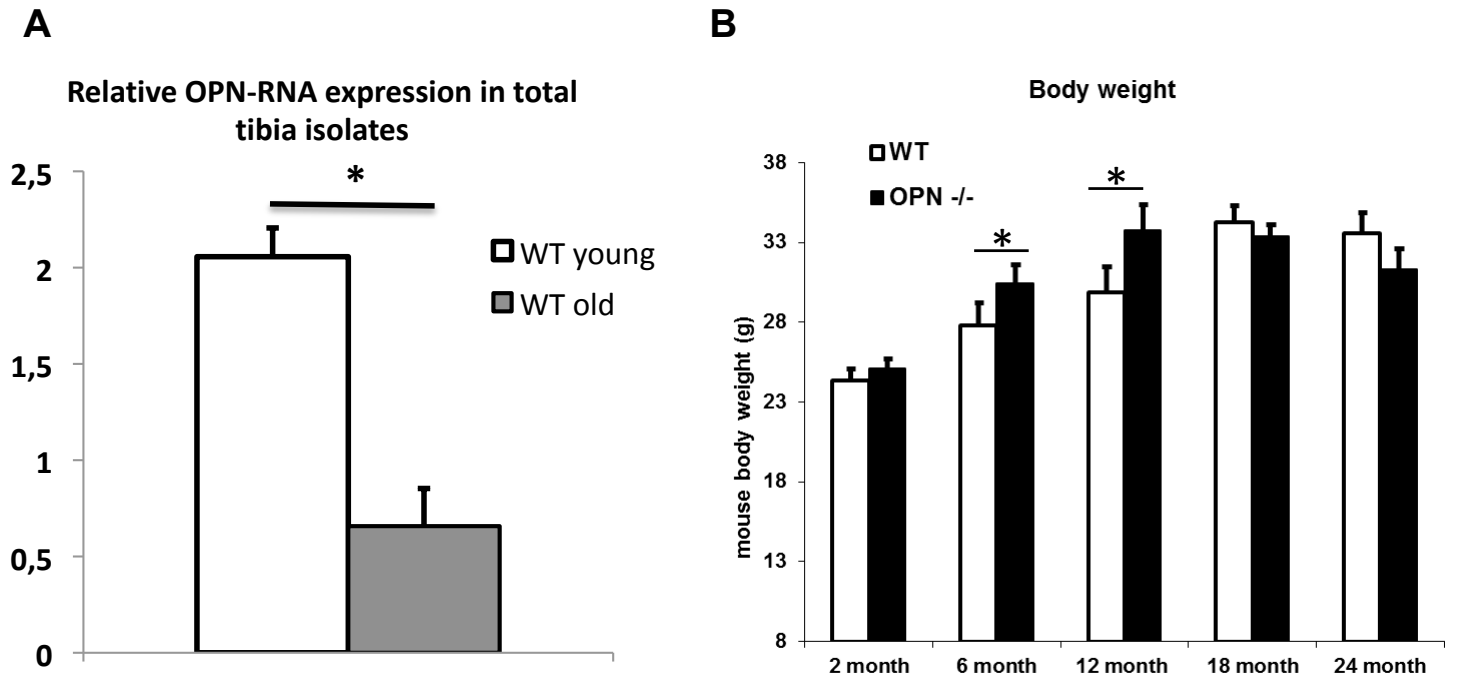 A
Relative OPN-RNA expression in total
tibia isolates
2,5
2
1,5
1
0,5
0
*
WT young
WT old
B
Body weight
WT
OPN -/-
mouse body weight (g)
38
33
28
23
18
13
8
*
*
2 month
6 month
12 month
18 month
24 month